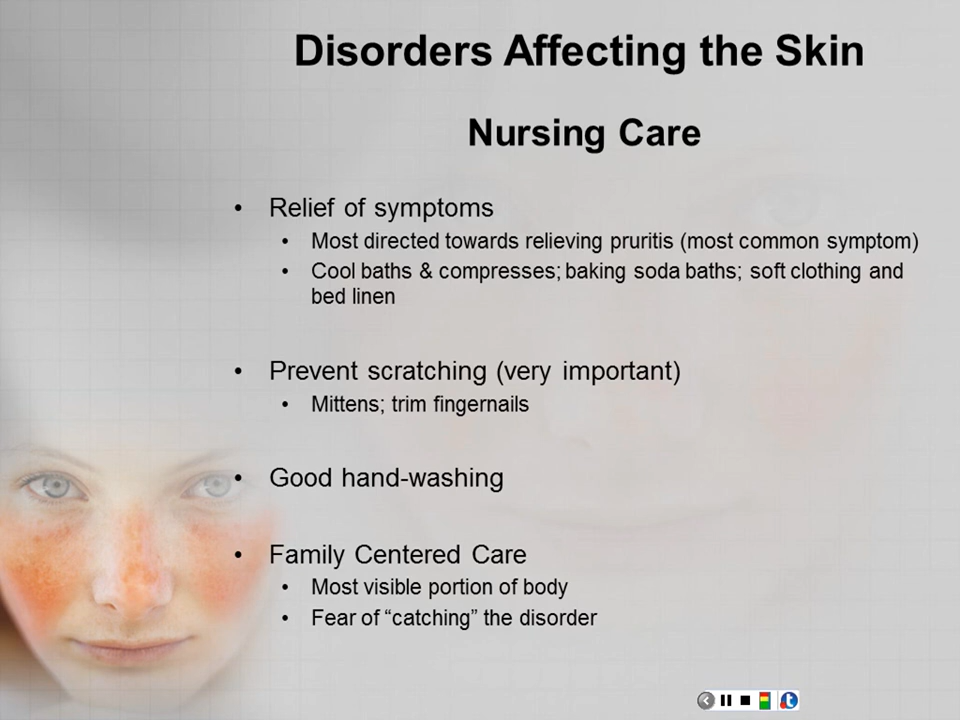 Disorders Affecting the Skin
Nursing Care
• Relief of symptoms
• Most directed towards relieving pruritis (most common symptom)
• Cool baths & compresses; baking soda baths; soft clothing and
bed linen
• Prevent scratching (very important)
• Mittens; trim fingernails
• Good hand-washing
• Family Centered Care
• Most visible portion of body
• Fear of “catching” the disorder
t